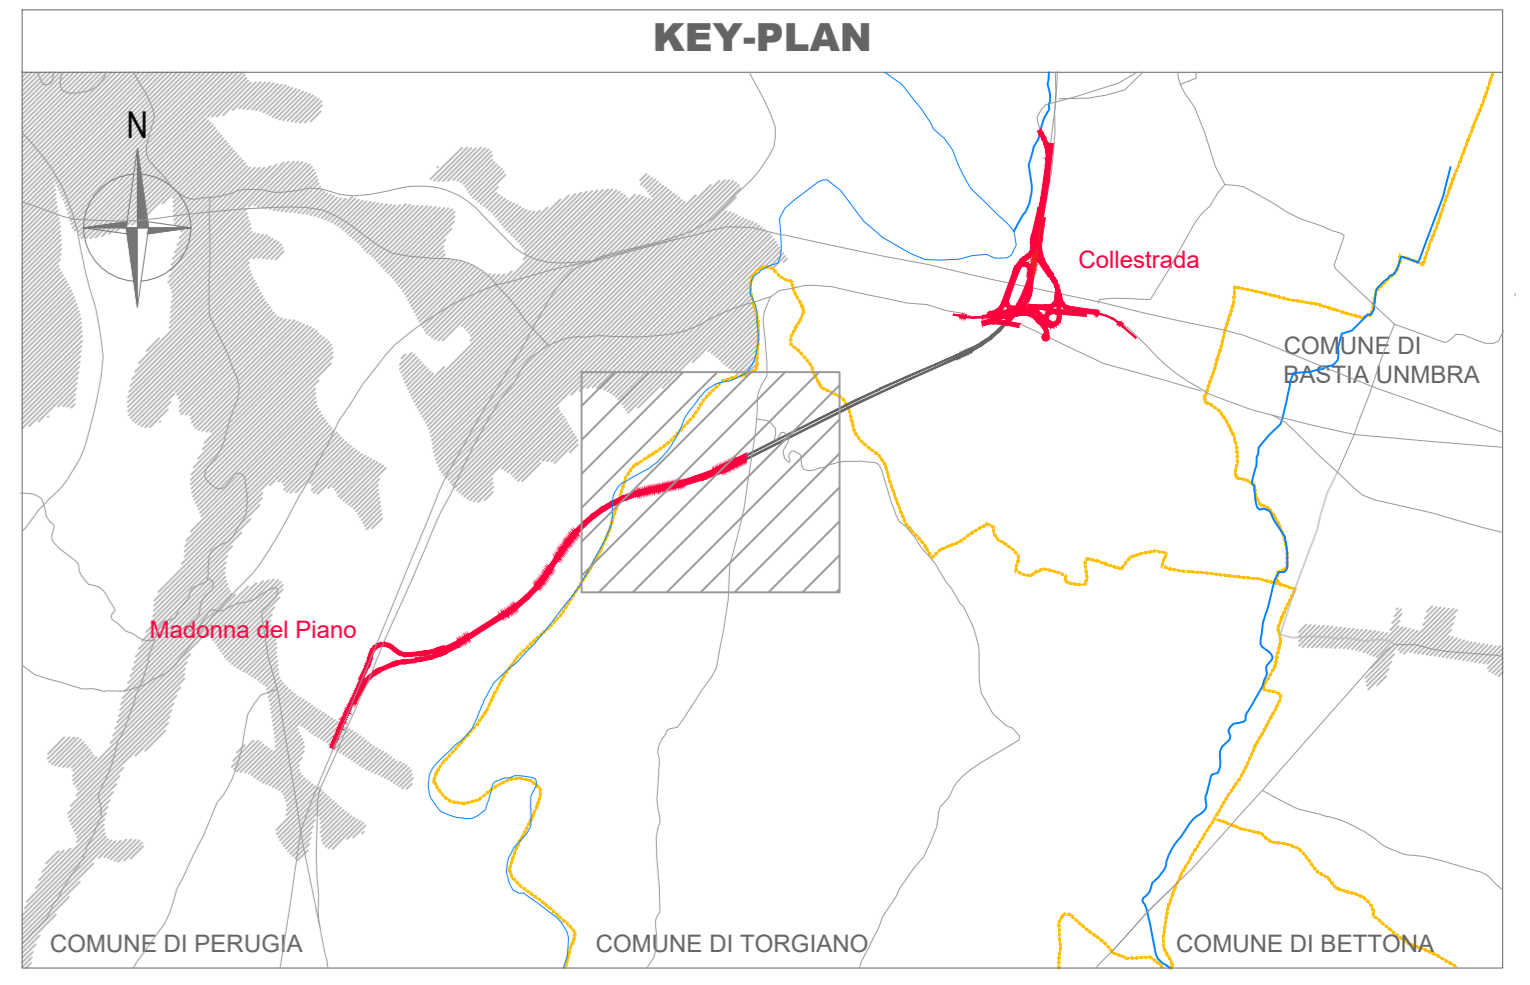 KEY-PLAN
N
Collestrada
COMUNE DI
BASTIA UNMBRA
Madonna del Piano
COMUNE DI PERUGIA
COMUNE DI TORGIANO
COMUNE DI BETTONA